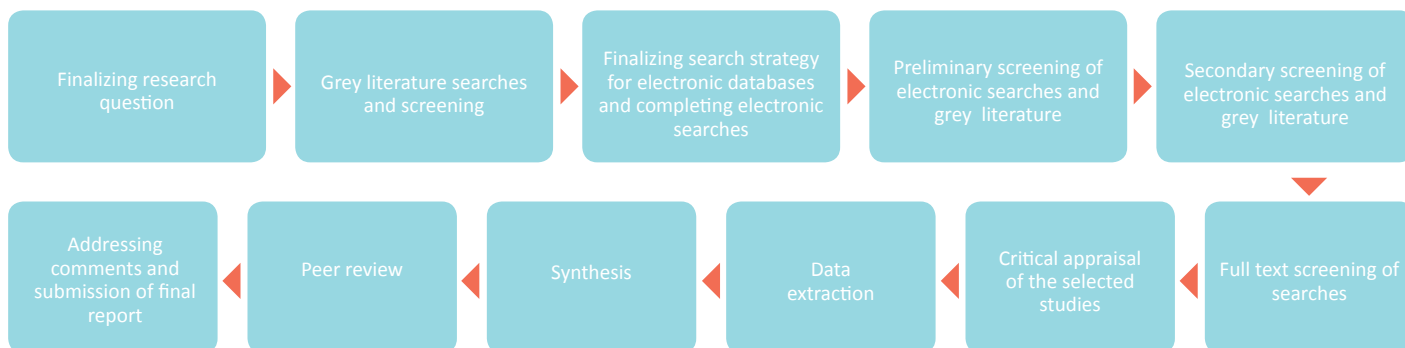 Finalizing research
question
Grey literature searches
and screening
Finalizing search strategy
for electronic databases
and completing electronic
searches
Preliminary screening of
electronic searches and
grey literature
Secondary screening of
electronic searches and
grey literature
Full text screening of
searches
Critical appraisal
of the selected
studies
Data
extraction
Synthesis
Peer review
Addressing
comments and
submission of final
report